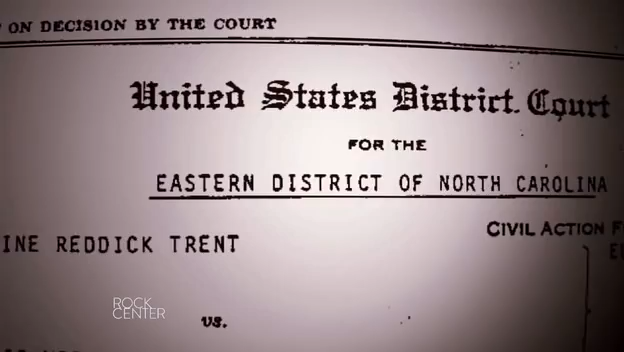 ON DECISION BY THE COURT
United States District Court
FOR THE
EASTERN DISTRICT OF NORTH CAROLINA
CIVIL ACTION
INE REDDICK TRENT
ROCK
CENTER
vs.